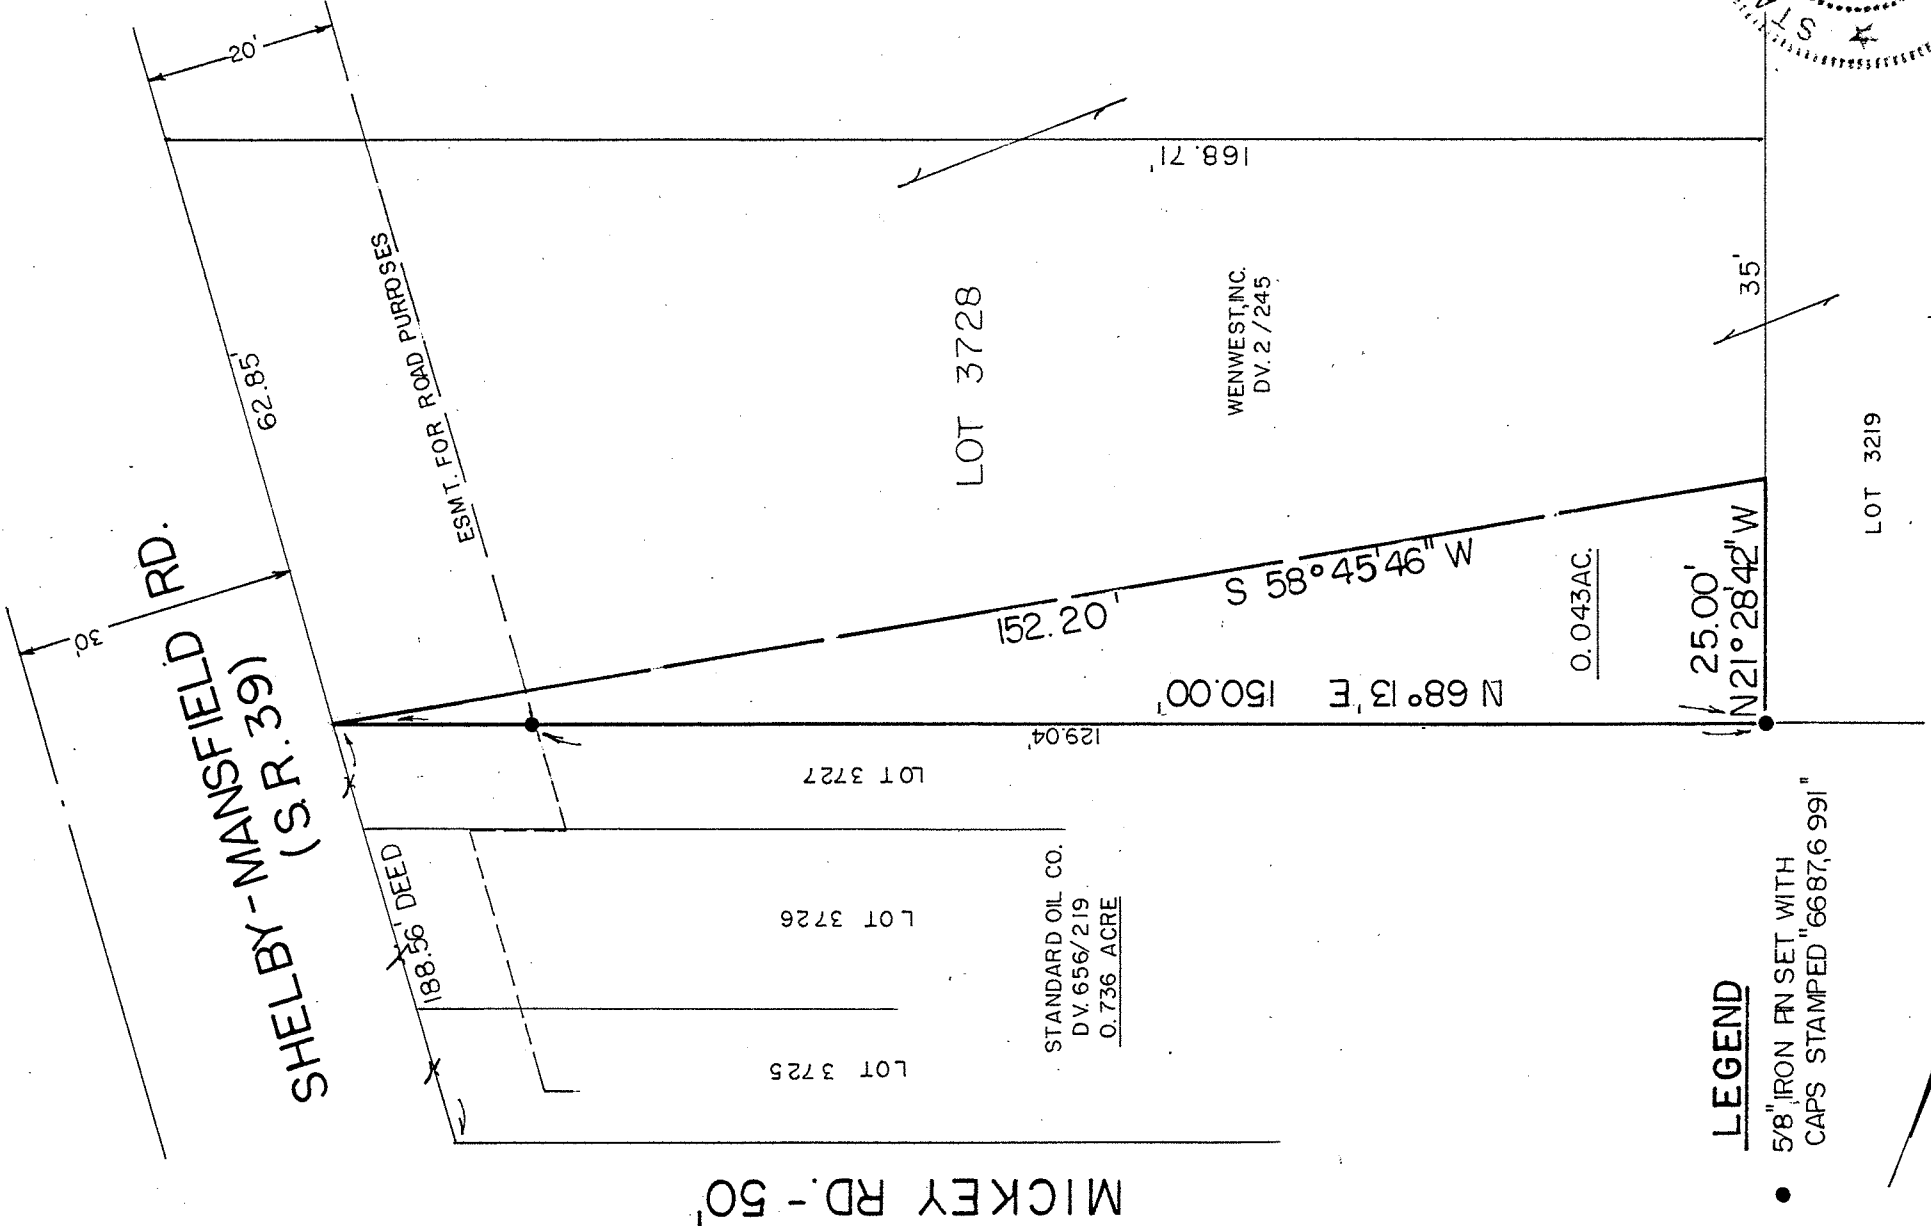 20'
30'
SHELBY-MANSFIELD RD.
(S.R. 39)
62.85'
ESMT. FOR ROAD PURPOSES
168.71'
LOT 3728
WENWEST, INC.
DV. 2 / 245
35'
LOT 3219
152.20'
S 58°45'46" W
0.043AC.
25.00'
N21°28'42" W
N 68°13' E 150.00'
129.04'
LOT 3727
188.56' DEED
LOT 3726
LOT 3725
STANDARD OIL CO.
DV. 656/219
0.736 ACRE
MICKEY RD. - 50'
LEGEND
5/8" IRON PIN SET WITH
CAPS STAMPED "6687,6991"